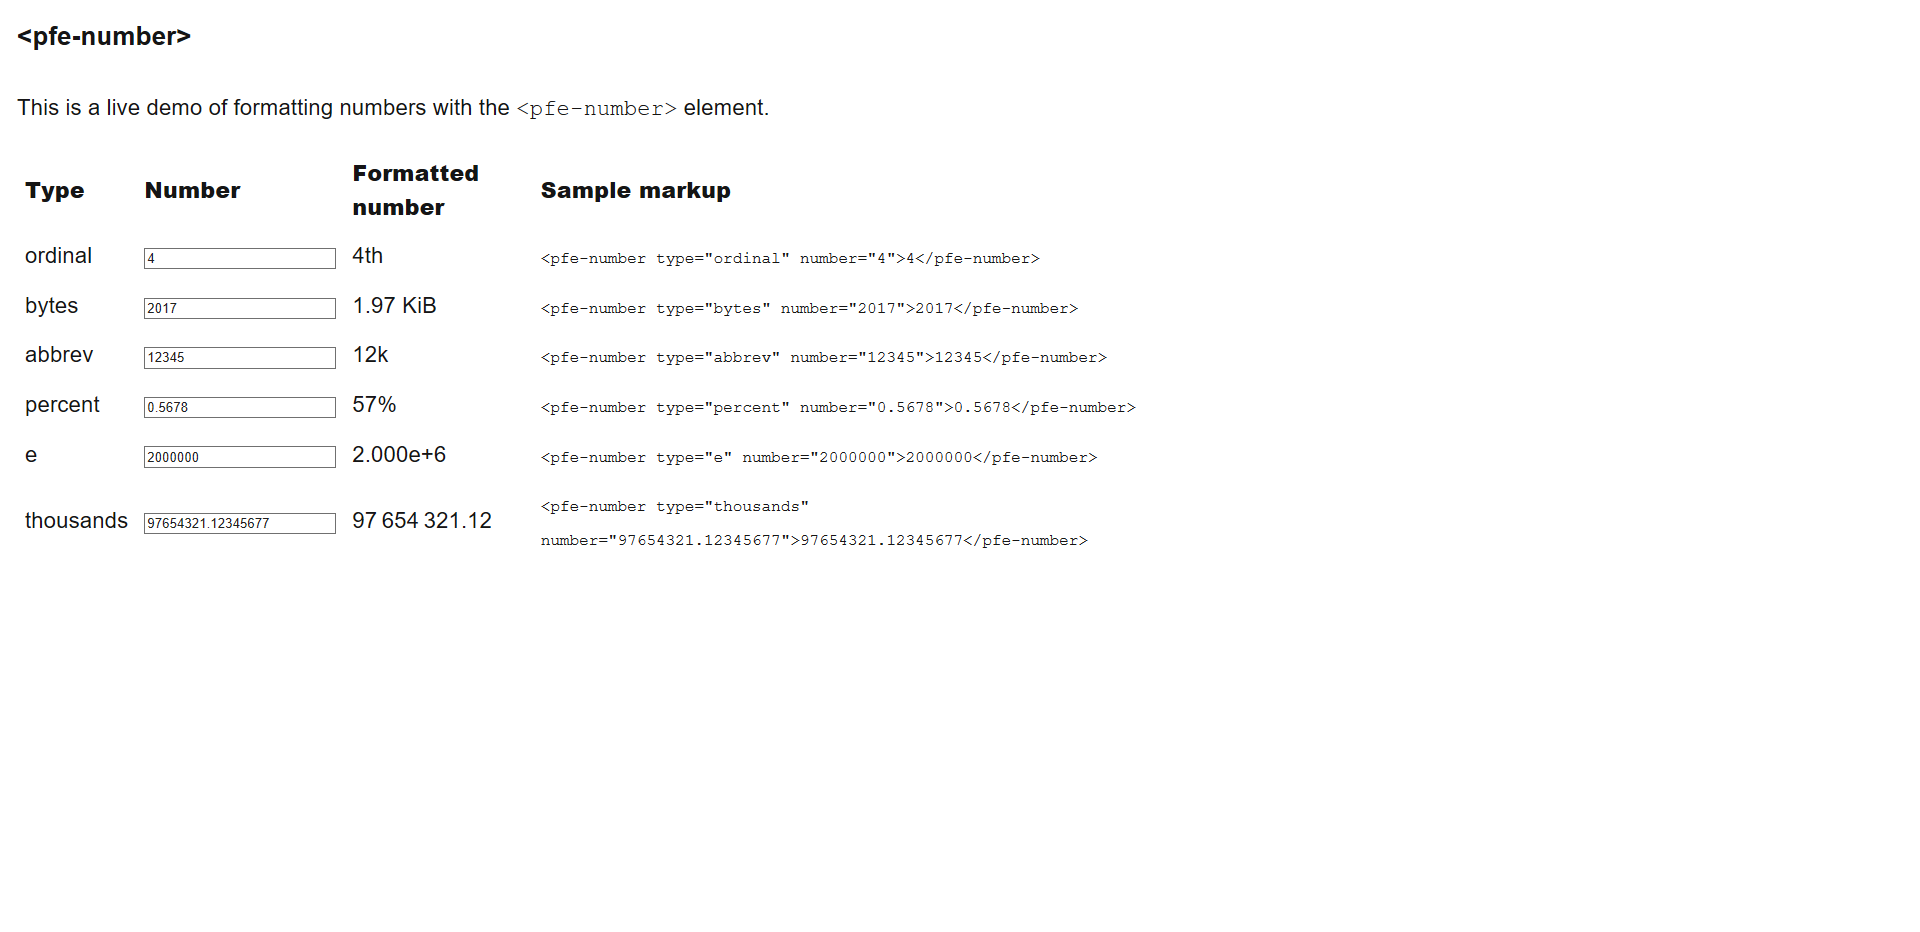 <pfe-number>
This is a live demo of formatting numbers with the <pfe-number> element.
Type Number Formatted number Sample markup
ordinal 4 4th <pfe-number type="ordinal" number="4">4</pfe-number>
bytes 2017 1.97 KiB <pfe-number type="bytes" number="2017">2017</pfe-number>
abbrev 12345 12k <pfe-number type="abbrev" number="12345">12345</pfe-number>
percent 0.5678 57% <pfe-number type="percent" number="0.5678">0.5678</pfe-number>
e 2000000 2.000e+6 <pfe-number type="e" number="2000000">2000000</pfe-number>
thousands 97654321.12345677 97 654 321.12 <pfe-number type="thousands"
number="97654321.12345677">97654321.12345677</pfe-number>